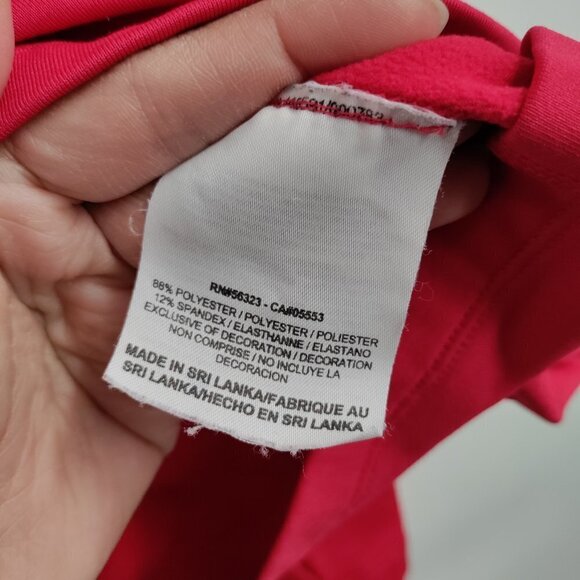 RN#56323 - CA#05553
88% POLYESTER / POLYESTER / POLIESTER
12% SPANDEX / ELASTHANNE / ELASTANO
EXCLUSIVE OF DECORATION / DECORATION
NON COMPRISE / NO INCLUYE LA
DECORACION
MADE IN SRI LANKA/FABRIQUE AU
SRI LANKA/HECHO EN SRI LANKA